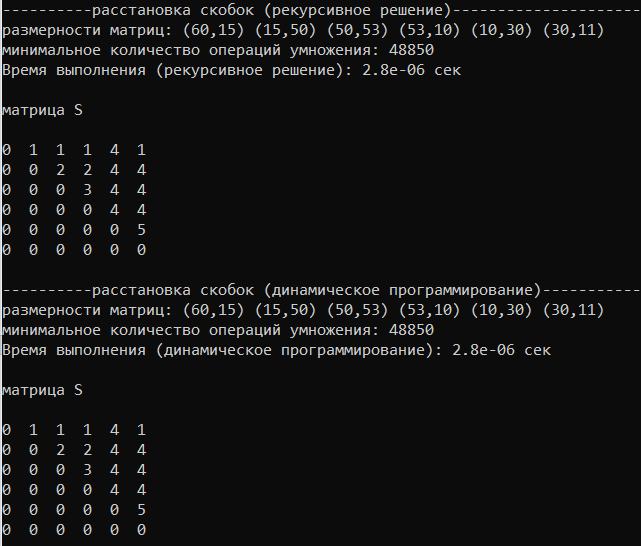 ----------расстановка скобок (рекурсивное решение)---------------------
размерности матриц: (60,15) (15,50) (50,53) (53,10) (10,30) (30,11)
минимальное количество операций умножения: 48850
Время выполнения (рекурсивное решение): 2.8e-06 сек
матрица S
0 1 1 1 4 1
0 0 2 2 4 4
0 0 0 3 4 4
0 0 0 0 4 4
0 0 0 0 0 5
0 0 0 0 0 0
----------расстановка скобок (динамическое программирование)-----------
размерности матриц: (60,15) (15,50) (50,53) (53,10) (10,30) (30,11)
минимальное количество операций умножения: 48850
Время выполнения (динамическое программирование): 2.8e-06 сек
матрица S
0 1 1 1 4 1
0 0 2 2 4 4
0 0 0 3 4 4
0 0 0 0 4 4
0 0 0 0 0 5
0 0 0 0 0 0